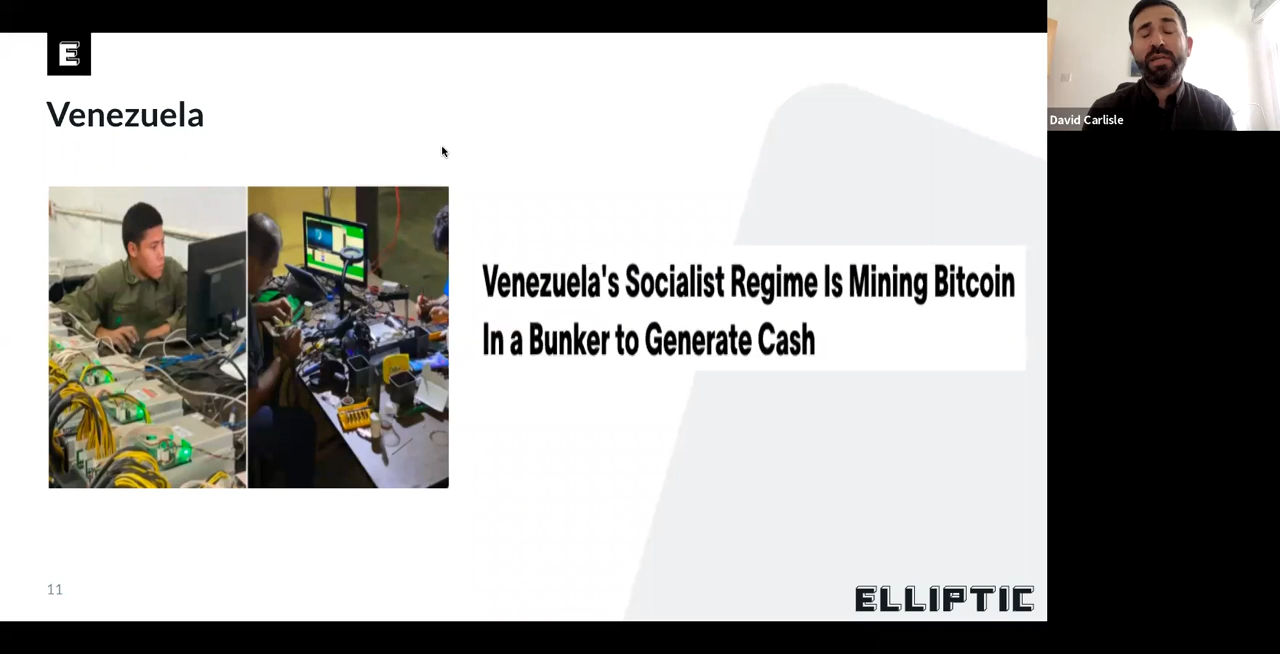 E
Venezuela
David Carlisle
Venezuela's Socialist Regime Is Mining Bitcoin
In a Bunker to Generate Cash
11
ELLIPTIC